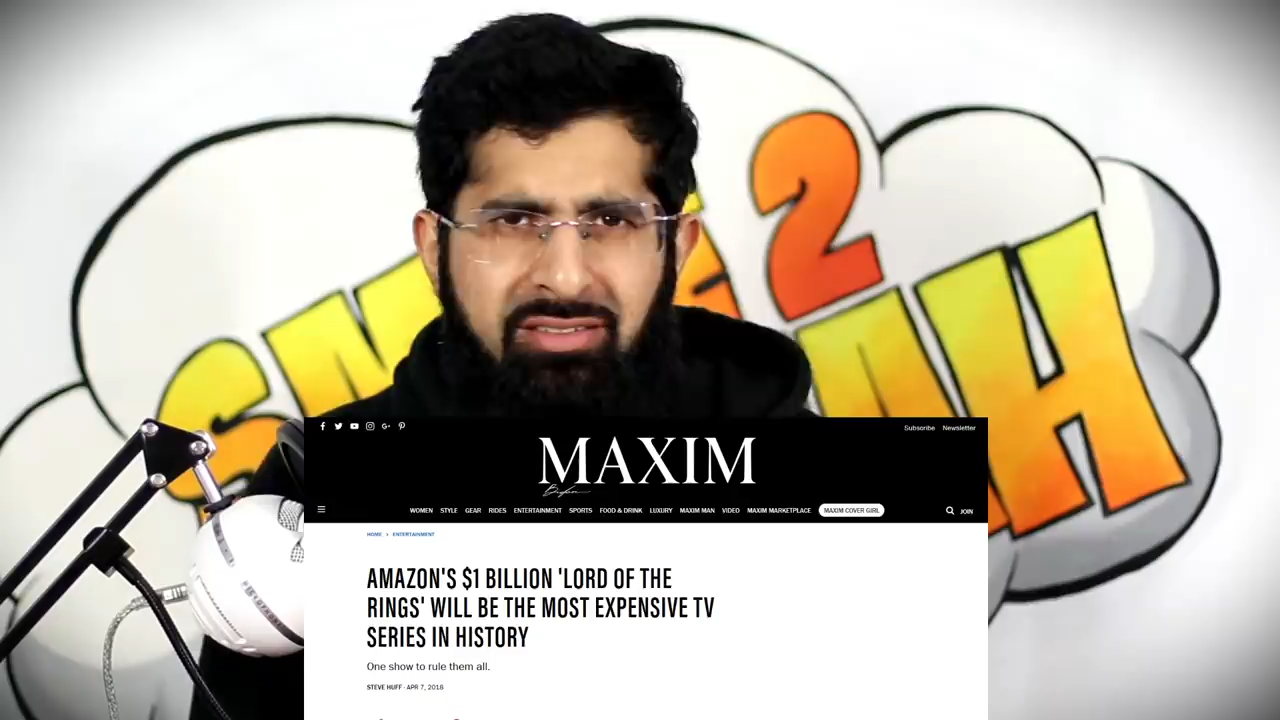 2
MAXIM
Subscribe Newsletter
WOMEN STYLE GEAR RIDES ENTERTAINMENT SPORTS FOOD & DRINK LUXURY MAXIM MAN VIDEO MAXIM MARKETPLACE MAXIM COVER GIRL JOIN
HOME > ENTERTAINMENT
AMAZON'S $1 BILLION 'LORD OF THE
RINGS' WILL BE THE MOST EXPENSIVE TV
SERIES IN HISTORY
One show to rule them all.
STEVE HUFF · APR 7, 2018